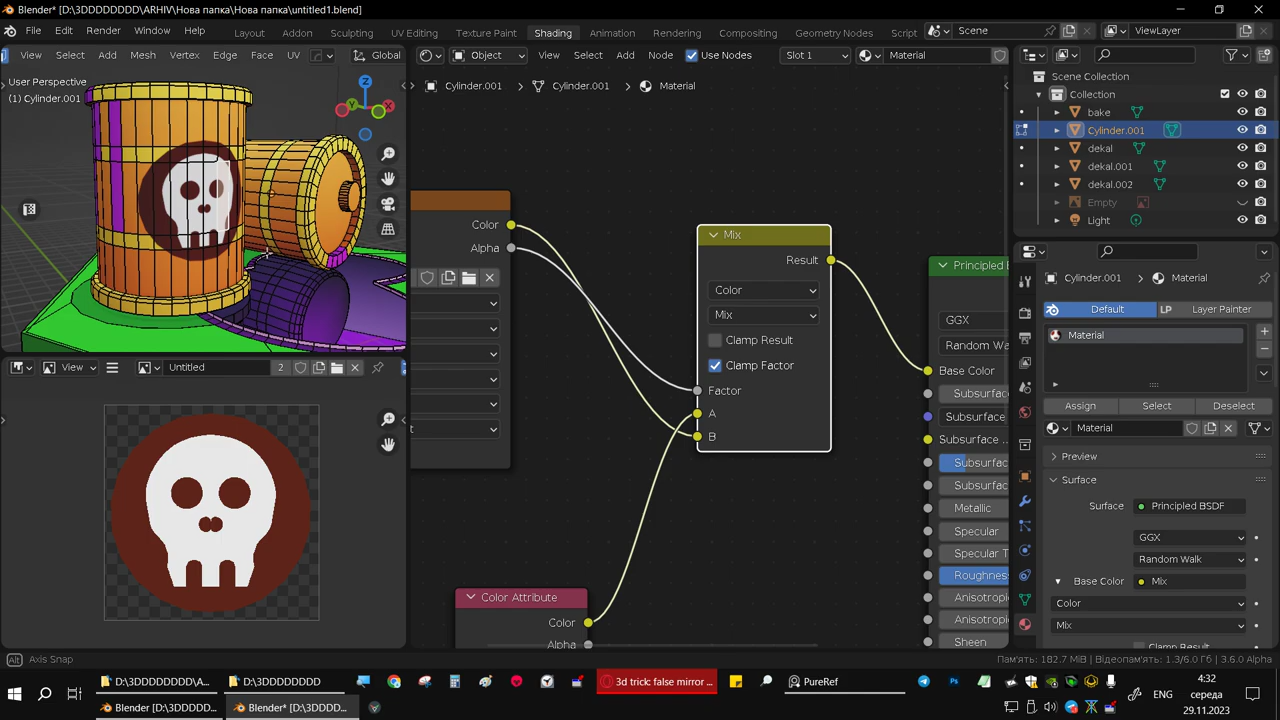 Blender* [D:\3DDDDDDDD\ARHIV\Нова папка\Нова папка\untitled1.blend]
File Edit Render Window Help Layout Addon Sculpting UV Editing Texture Paint Shading Animation Rendering Compositing Geometry Nodes Script Scene ViewLayer
View Select Add Mesh Vertex Edge Face UV Global
Object View Select Add Node Use Nodes Slot 1 Material
User Perspective
(1) Cylinder.001
Cylinder.001 Cylinder.001 Material
Scene Collection
Collection
bake
Cylinder.001
dekal
dekal.001
dekal.002
Empty
Light
Z
Y
X
Color
Alpha
Mix
Result
Color
Mix
Clamp Result
Clamp Factor
Factor
A
B
Color Attribute
Color
Alpha
Principled B
GGX
Random Wa
Base Color
Subsurfac
Subsurface
Subsurface ..
Subsurfac
Subsurfac
Metallic
Specular
Specular T
Roughnes
Anisotropi
Anisotropi
Sheen
View Untitled 2
Cylinder.001 Material
Default LP Layer Painter
Material
Assign Select Deselect
Material
Preview
Surface
Surface Principled BSDF
GGX
Random Walk
Base Color Mix
Color
Mix
Clamp Result
Alt Axis Snap
Пам'ять: 182.7 MiB | Відеопам'ять: 1.3/6.0 Гб | 3.6.0 Alpha
D:\3DDDDDDDD\A... D:\3DDDDDDDD 3d trick: false mirror ... PureRef
Blender [D:\3DDDD... Blender* [D:\3DDDD...
ENG
4:32
середа
29.11.2023